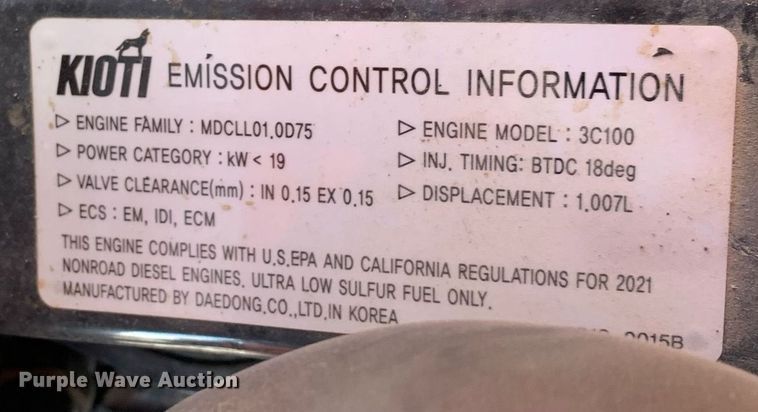 KIOTI EMISSION CONTROL INFORMATION
▷ ENGINE FAMILY : MDCLL01.0D75 ▷ ENGINE MODEL : 3C100
▷ POWER CATEGORY : kW < 19 ▷ INJ. TIMING: BTDC 18deg
▷ VALVE CLEARANCE(mm) : IN 0.15 EX 0.15 ▷ DISPLACEMENT : 1.007L
▷ ECS : EM, IDI, ECM
THIS ENGINE COMPLIES WITH U.S.EPA AND CALIFORNIA REGULATIONS FOR 2021
NONROAD DIESEL ENGINES. ULTRA LOW SULFUR FUEL ONLY.
MANUFACTURED BY DAEDONG.CO.,LTD.IN KOREA
Purple Wave Auction